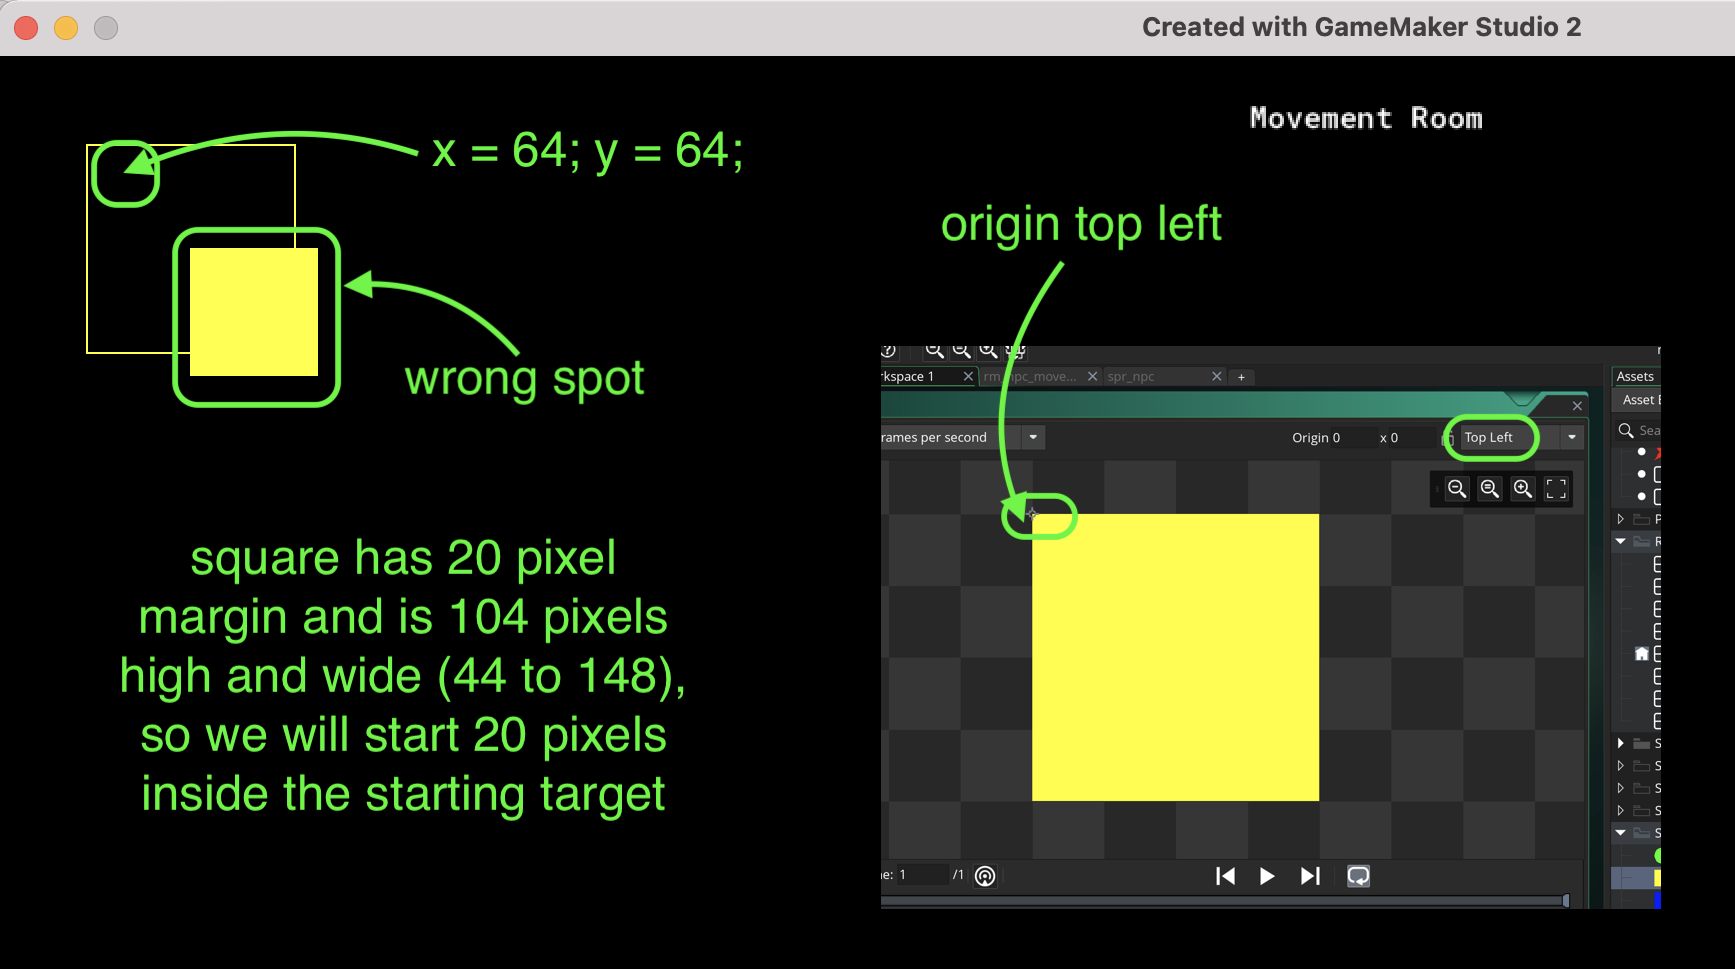 Created with GameMaker Studio 2
Movement Room
x = 64; y = 64;
origin top left
wrong spot
square has 20 pixel
margin and is 104 pixels
high and wide (44 to 148),
so we will start 20 pixels
inside the starting target
rkspace 1
rm_npc_move...
spr_npc
+
Assets
Asset
rames per second
Origin 0 x 0
Top Left
Sea
P
R
S
S
S
S
S
e: 1 /1